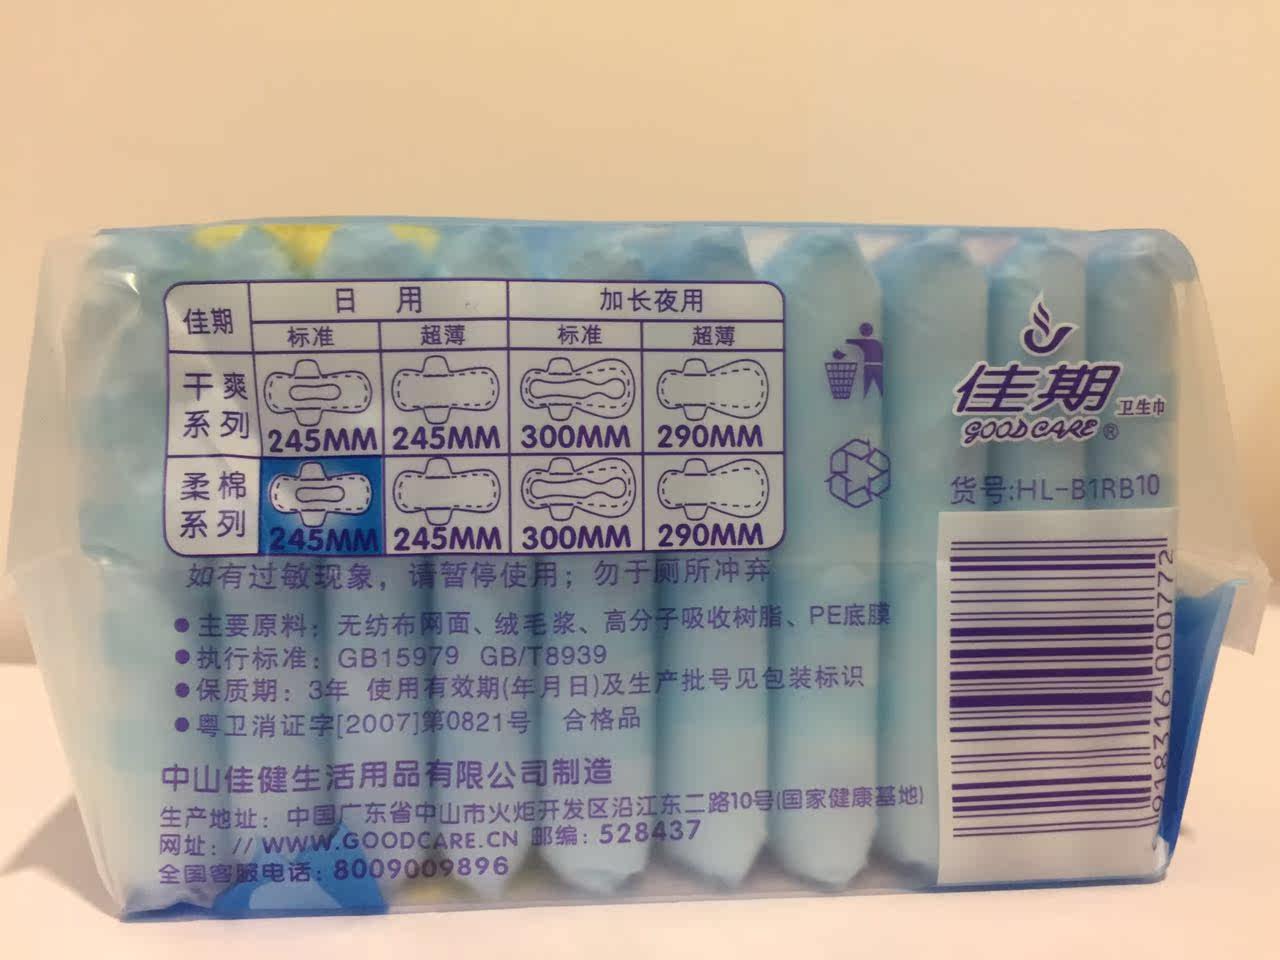 佳期 日用 加长夜用
标准 超薄 标准 超薄
干爽系列 245MM 245MM 300MM 290MM
柔棉系列 245MM 245MM 300MM 290MM
如有过敏现象，请暂停使用；勿于厕所冲弃
●主要原料：无纺布网面、绒毛浆、高分子吸收树脂、PE底膜
●执行标准：GB15979 GB/T8939
●保质期：3年 使用有效期(年月日)及生产批号见包装标识
●粤卫消证字[2007]第0821号 合格品
中山佳健生活用品有限公司制造
生产地址：中国广东省中山市火炬开发区沿江东二路10号(国家健康基地)
网址：//WWW.GOODCARE.CN 邮编：528437
全国客服电话：8009009896
佳期 卫生巾
GOOD CARE®
货号:HL-B1RB10
6918316000772